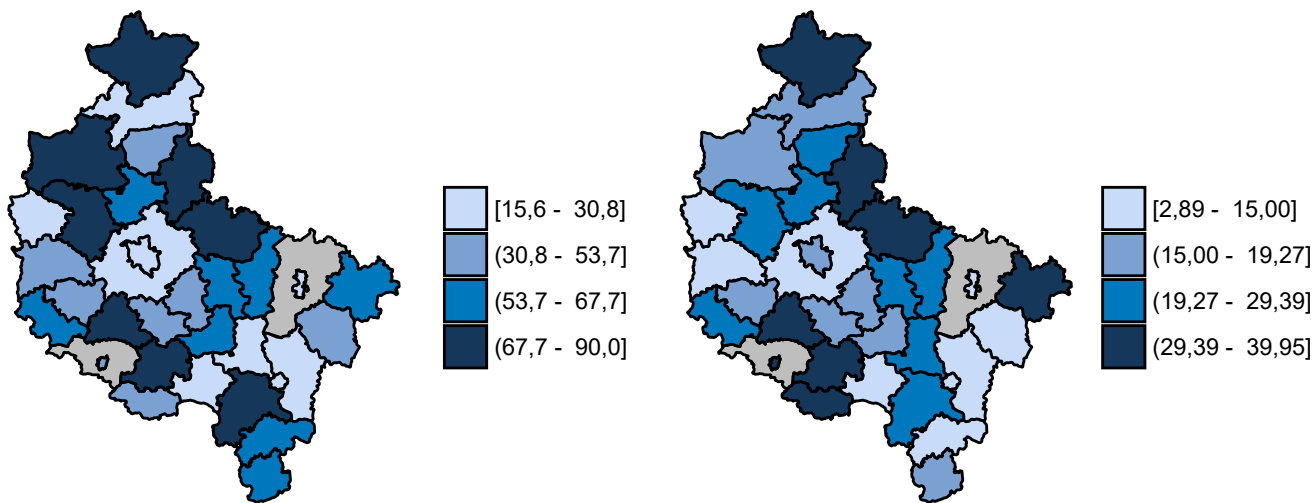 [15,6 - 30,8]
(30,8 - 53,7]
(53,7 - 67,7]
(67,7 - 90,0]
[2,89 - 15,00]
(15,00 - 19,27]
(19,27 - 29,39]
(29,39 - 39,95]